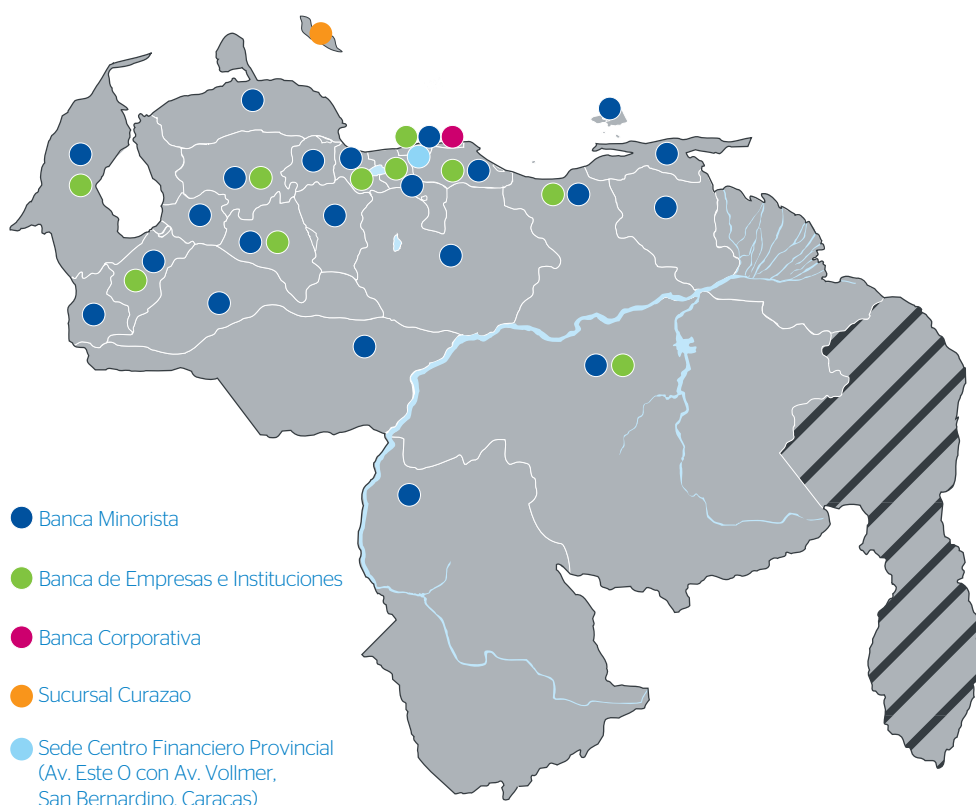 Banca Minorista
Banca de Empresas e Instituciones
Banca Corporativa
Sucursal Curazao
Sede Centro Financiero Provincial
(Av. Este O con Av. Vollmer,
San Bernardino, Caracas)